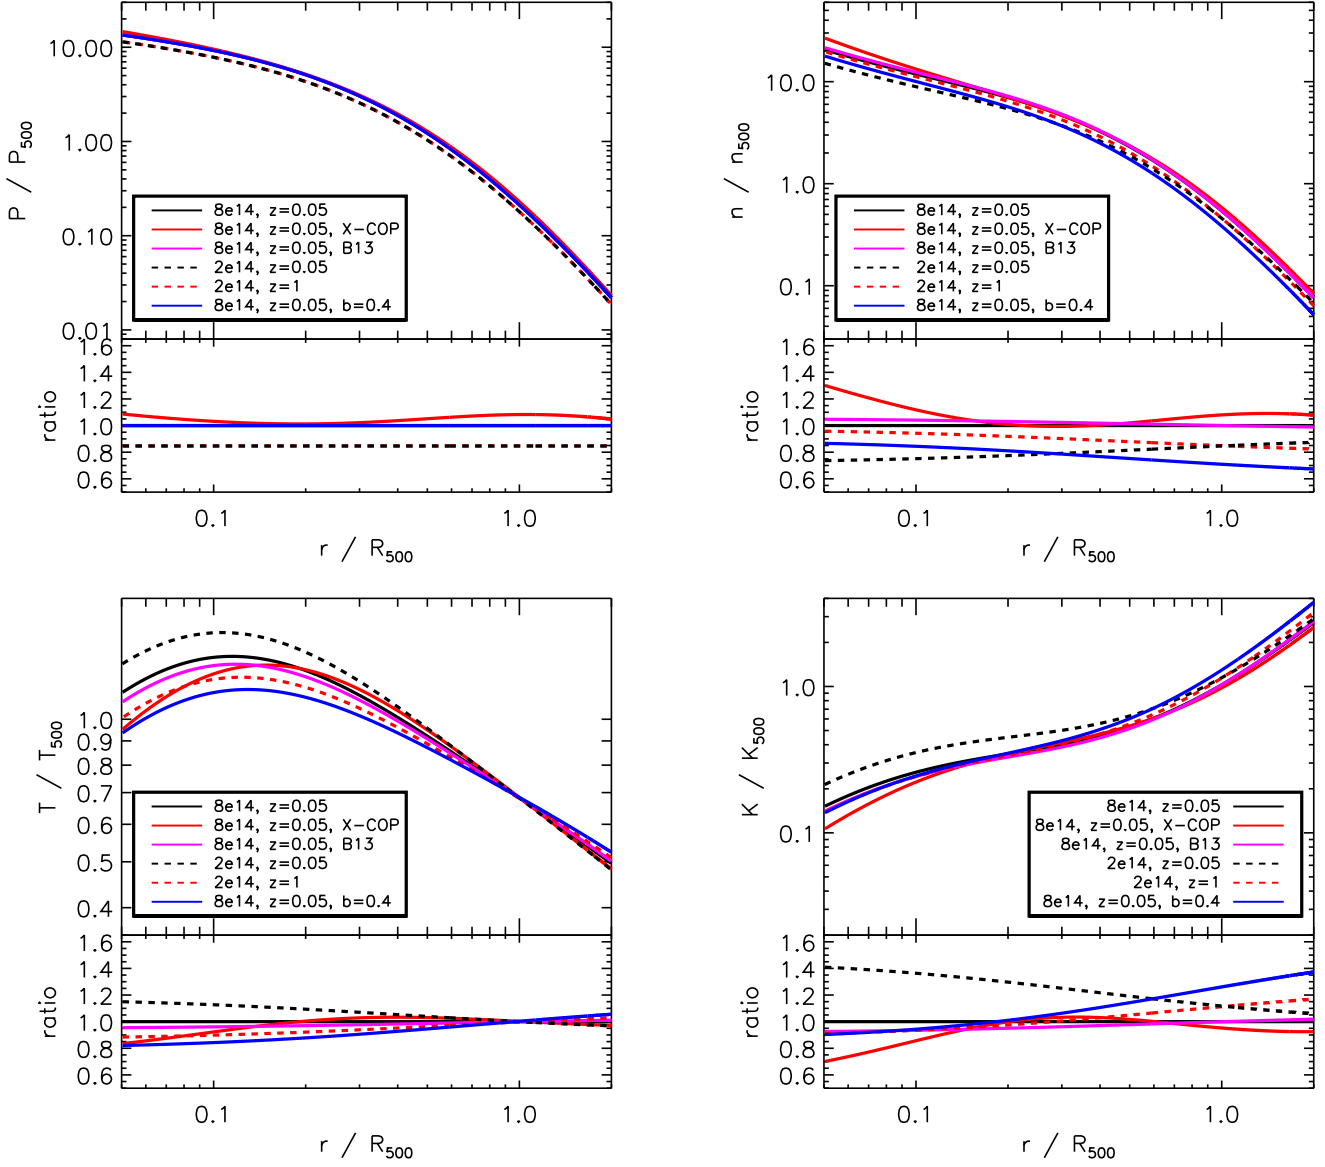 10.00
1.00
0.10
0.01
P / P500
8e14, z=0.05
8e14, z=0.05, X-COP
8e14, z=0.05, B13
2e14, z=0.05
2e14, z=1
8e14, z=0.05, b=0.4
1.6
1.4
1.2
1.0
0.8
0.6
ratio
0.1 1.0
r / R500
10.0
1.0
0.1
n / n500
8e14, z=0.05
8e14, z=0.05, X-COP
8e14, z=0.05, B13
2e14, z=0.05
2e14, z=1
8e14, z=0.05, b=0.4
1.6
1.4
1.2
1.0
0.8
0.6
ratio
0.1 1.0
r / R500
1.0
0.9
0.8
0.7
0.6
0.5
0.4
T / T500
8e14, z=0.05
8e14, z=0.05, X-COP
8e14, z=0.05, B13
2e14, z=0.05
2e14, z=1
8e14, z=0.05, b=0.4
1.6
1.4
1.2
1.0
0.8
0.6
ratio
0.1 1.0
r / R500
1.0
0.1
K / K500
8e14, z=0.05
8e14, z=0.05, X-COP
8e14, z=0.05, B13
2e14, z=0.05
2e14, z=1
8e14, z=0.05, b=0.4
1.6
1.4
1.2
1.0
0.8
0.6
ratio
0.1 1.0
r / R500